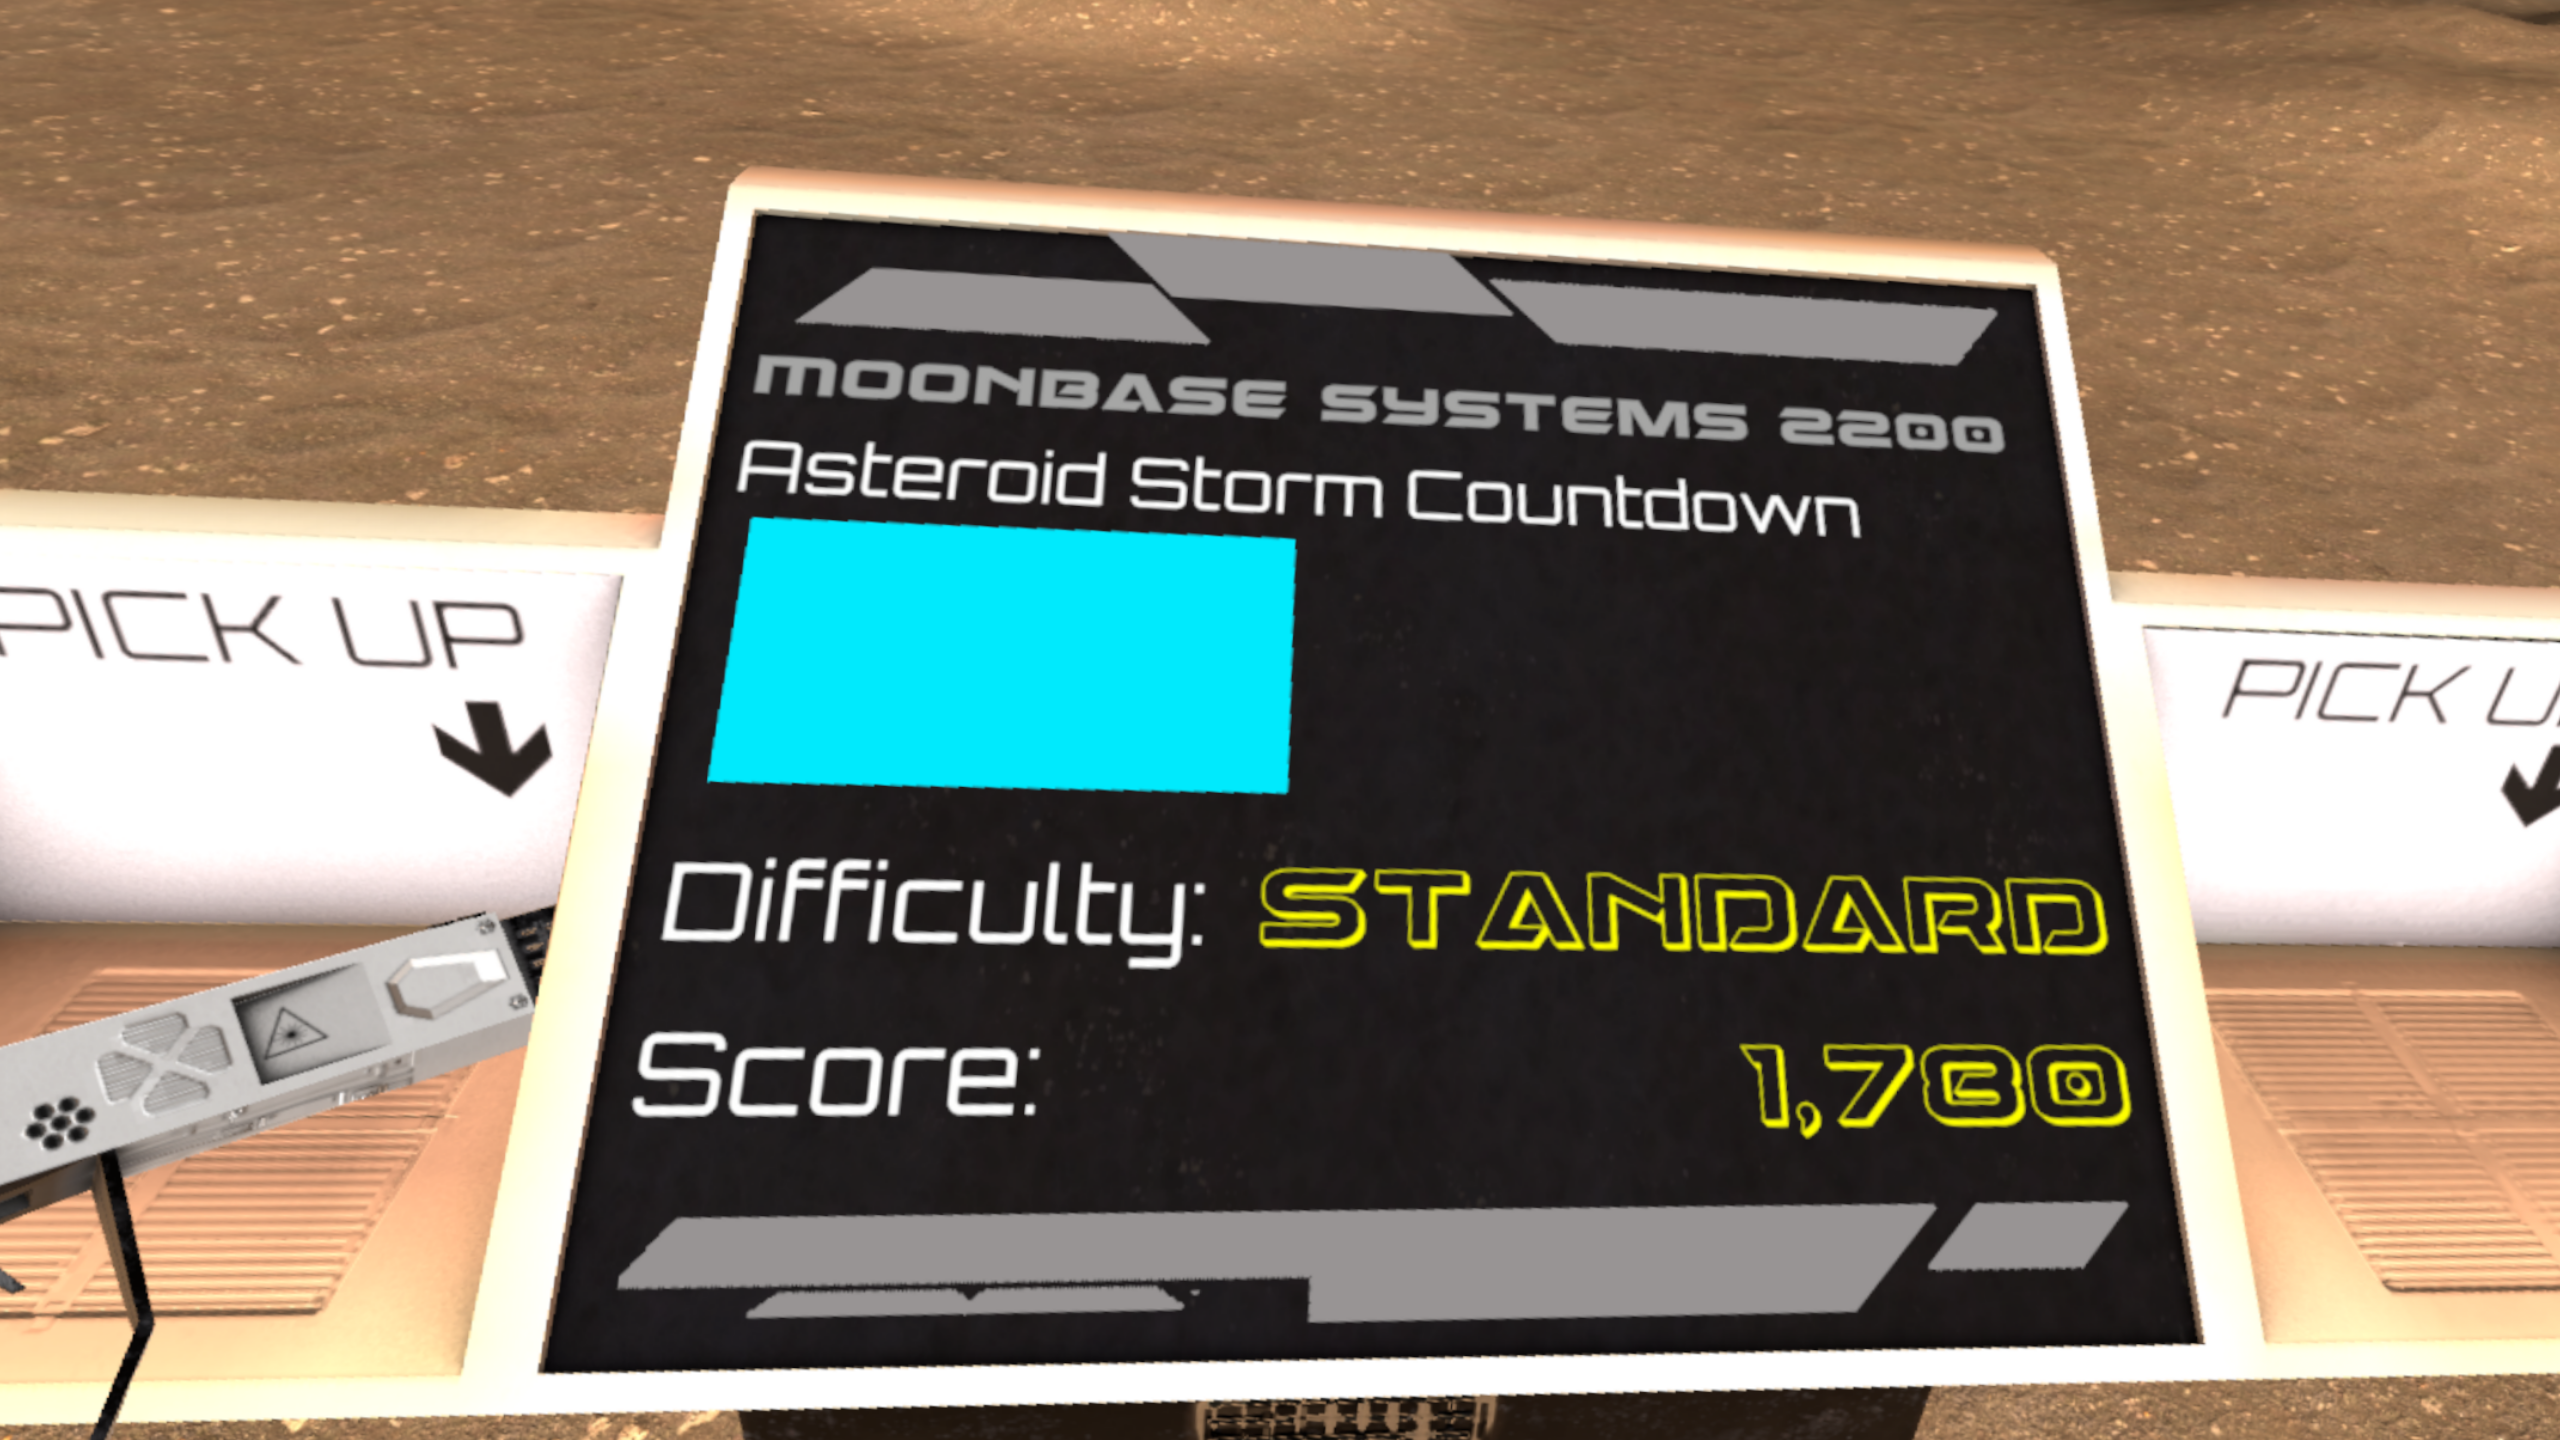 MOONBASE SYSTEMS 2200
Asteroid Storm Countdown
Difficulty: STANDARD
Score: 1,780
PICK UP
PICK U